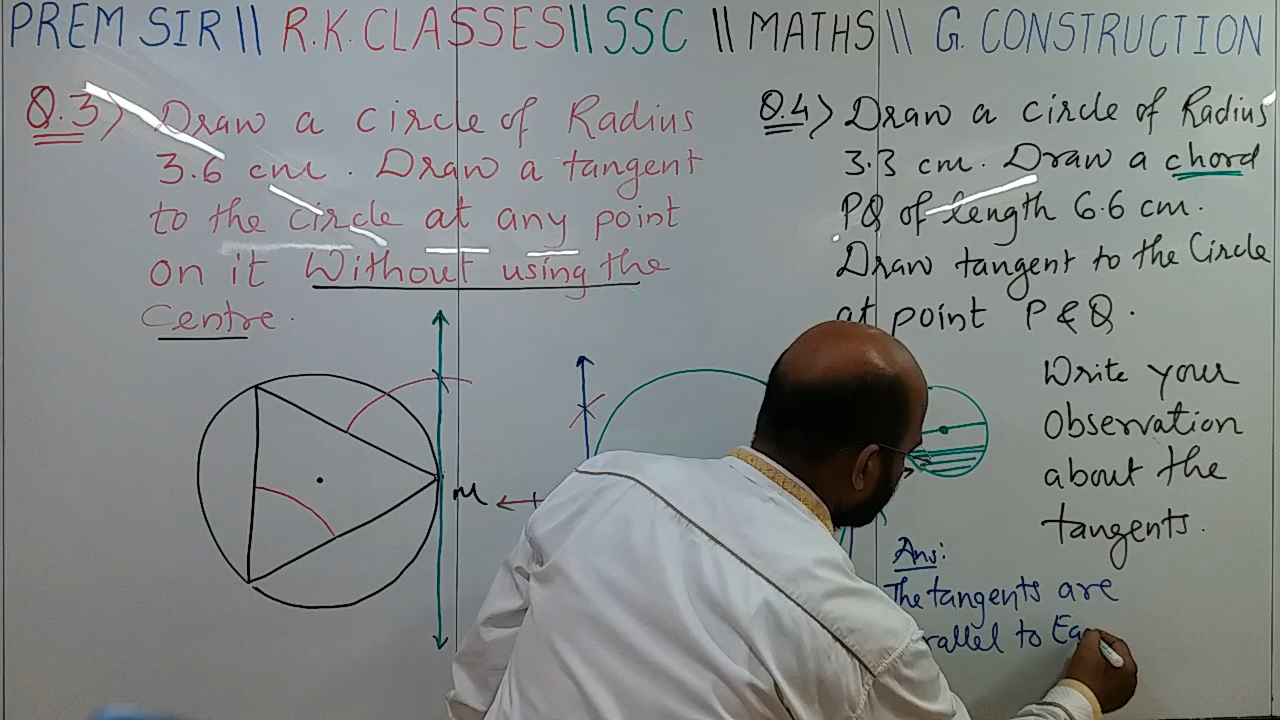 PREM SIR || R.K. CLASSES || SSC || MATHS \\ G. CONSTRUCTION
Q.3) Draw a circle of Radius
3.6 cm. Draw a tangent
to the circle at any point
on it Without using the
Centre.
M
Q.4) Draw a circle of Radius
3.3 cm. Draw a chord
PQ of length 6.6 cm.
Draw tangent to the Circle
at point P & Q.
Write your
Observation
about the
tangents.
Ans:
The tangents are
to